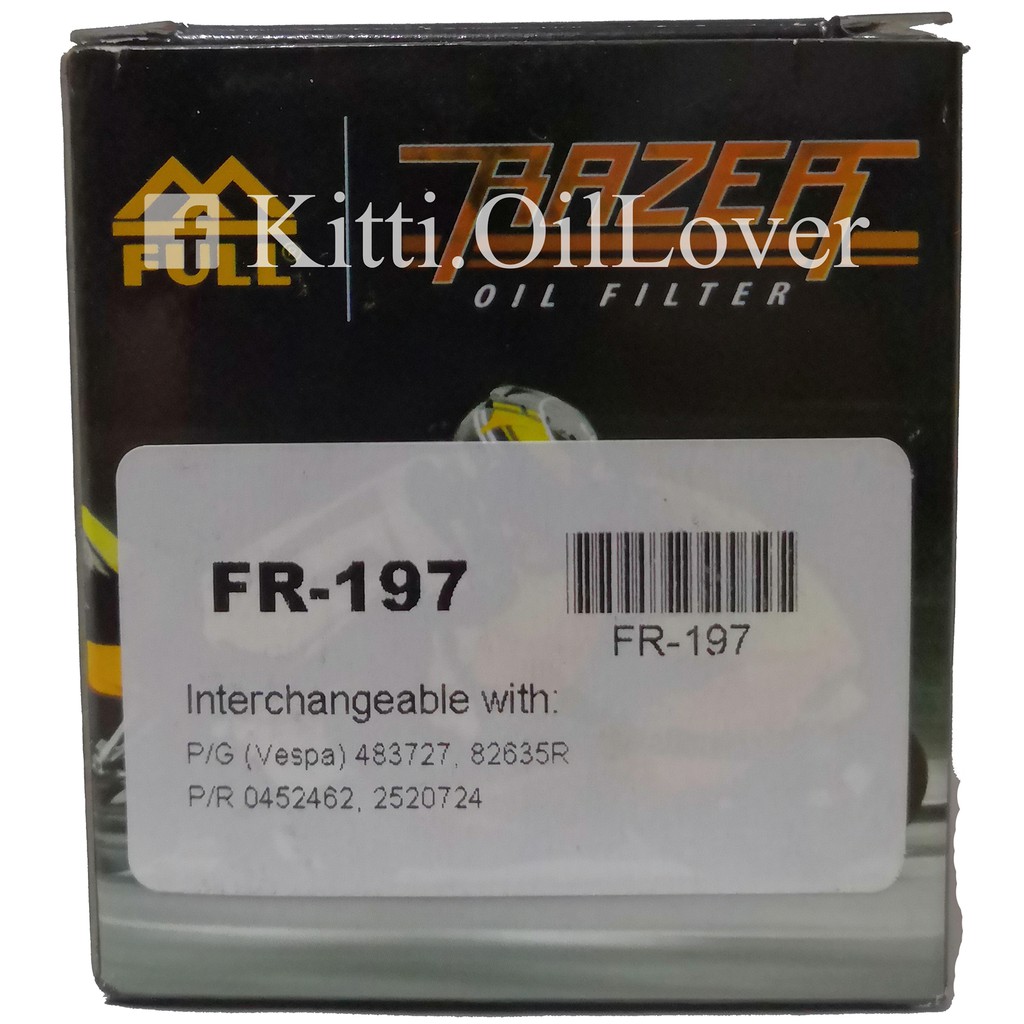 FULL®
RAZER
OIL FILTER
f Kitti.OilLover
FR-197
FR-197
Interchangeable with:
P/G (Vespa) 483727, 82635R
P/R 0452462, 2520724